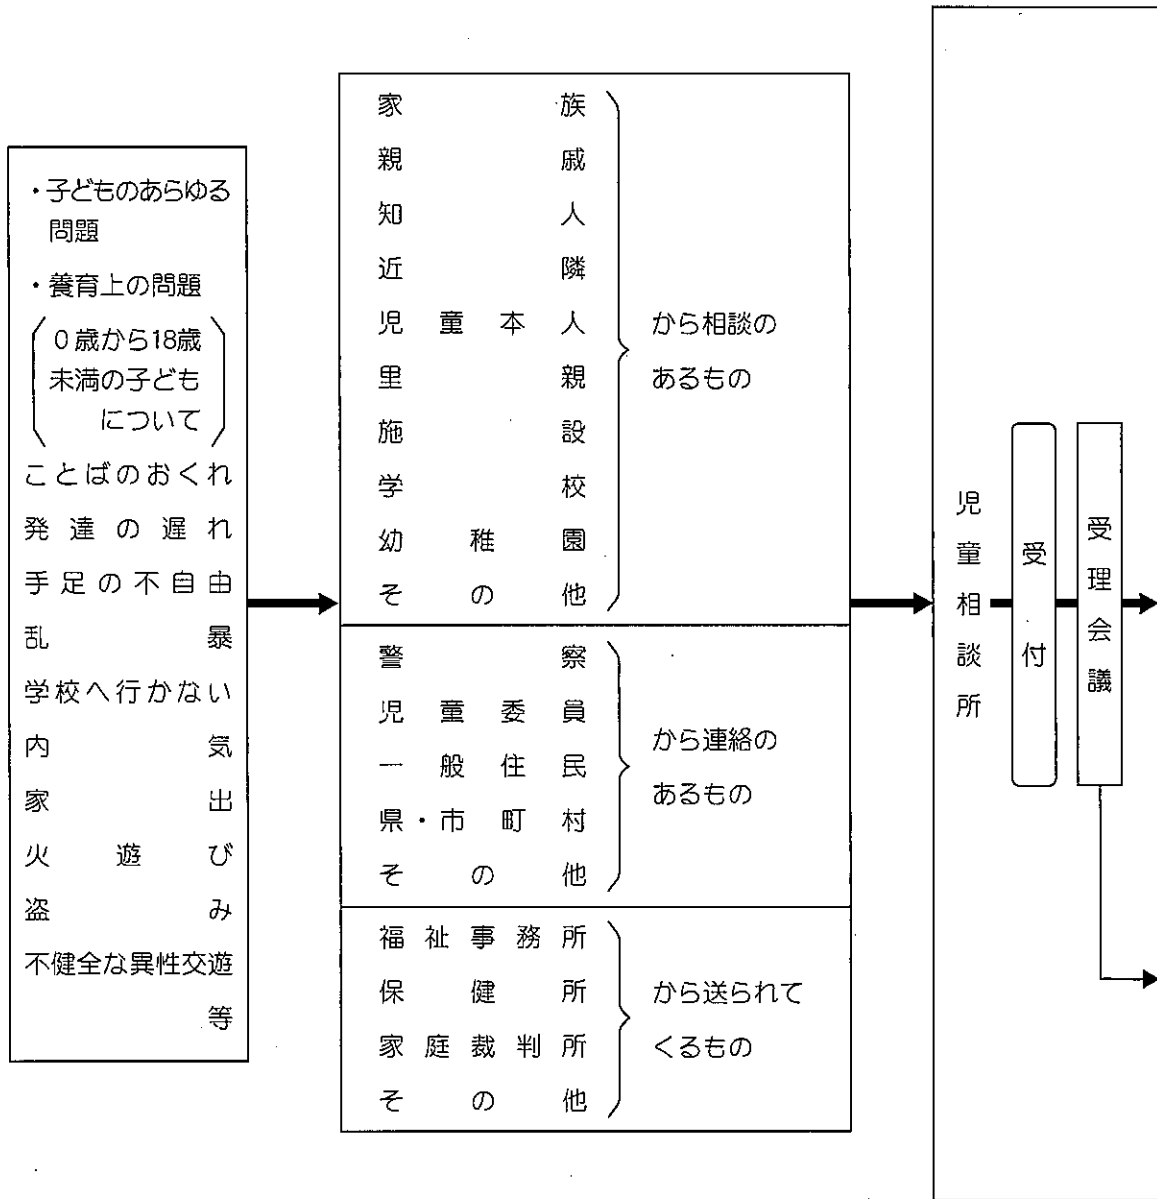 ・子どものあらゆる
問題
・養育上の問題
0歳から18歳
未満の子ども
について
ことばのおくれ
発達の遅れ
手足の不自由
乱暴
学校へ行かない
内気
家出
火遊び
盗み
不健全な異性交遊
等
家族
親戚
知人
近隣
児童本人
里親
施設
学校
幼稚園
その他
から相談の
あるもの
警察
児童委員
一般住民
県・市町村
その他
から連絡の
あるもの
福祉事務所
保健所
家庭裁判所
その他
から送られて
くるもの
児童相談所
受付
受理会議